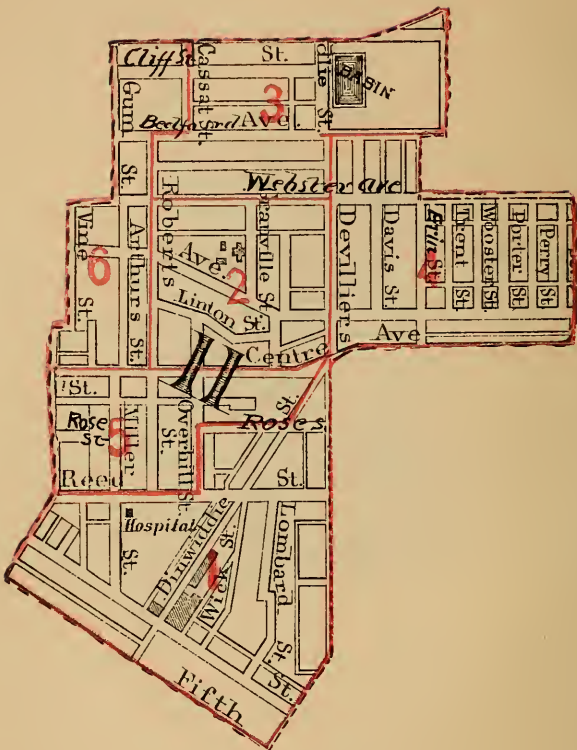 Cliff St. St.
Cassat St.
3
die St
BASIN
Gum St.
Bedford Ave.
Webster Ave
Roberts
Granville St.
Devilliers
Davis St.
Erin St.
Trent St.
Wooster St.
Porter St.
Perry St.
4
Vine St.
6
Arthurs St.
Ave.
2
Linton St.
Centre Ave
11
St.
Rose St
5
Miller St.
Overhill St.
Roses
St.
Reed St.
Hospital
Dinwiddie
1
Wick St.
Lombard St.
Fifth
St.